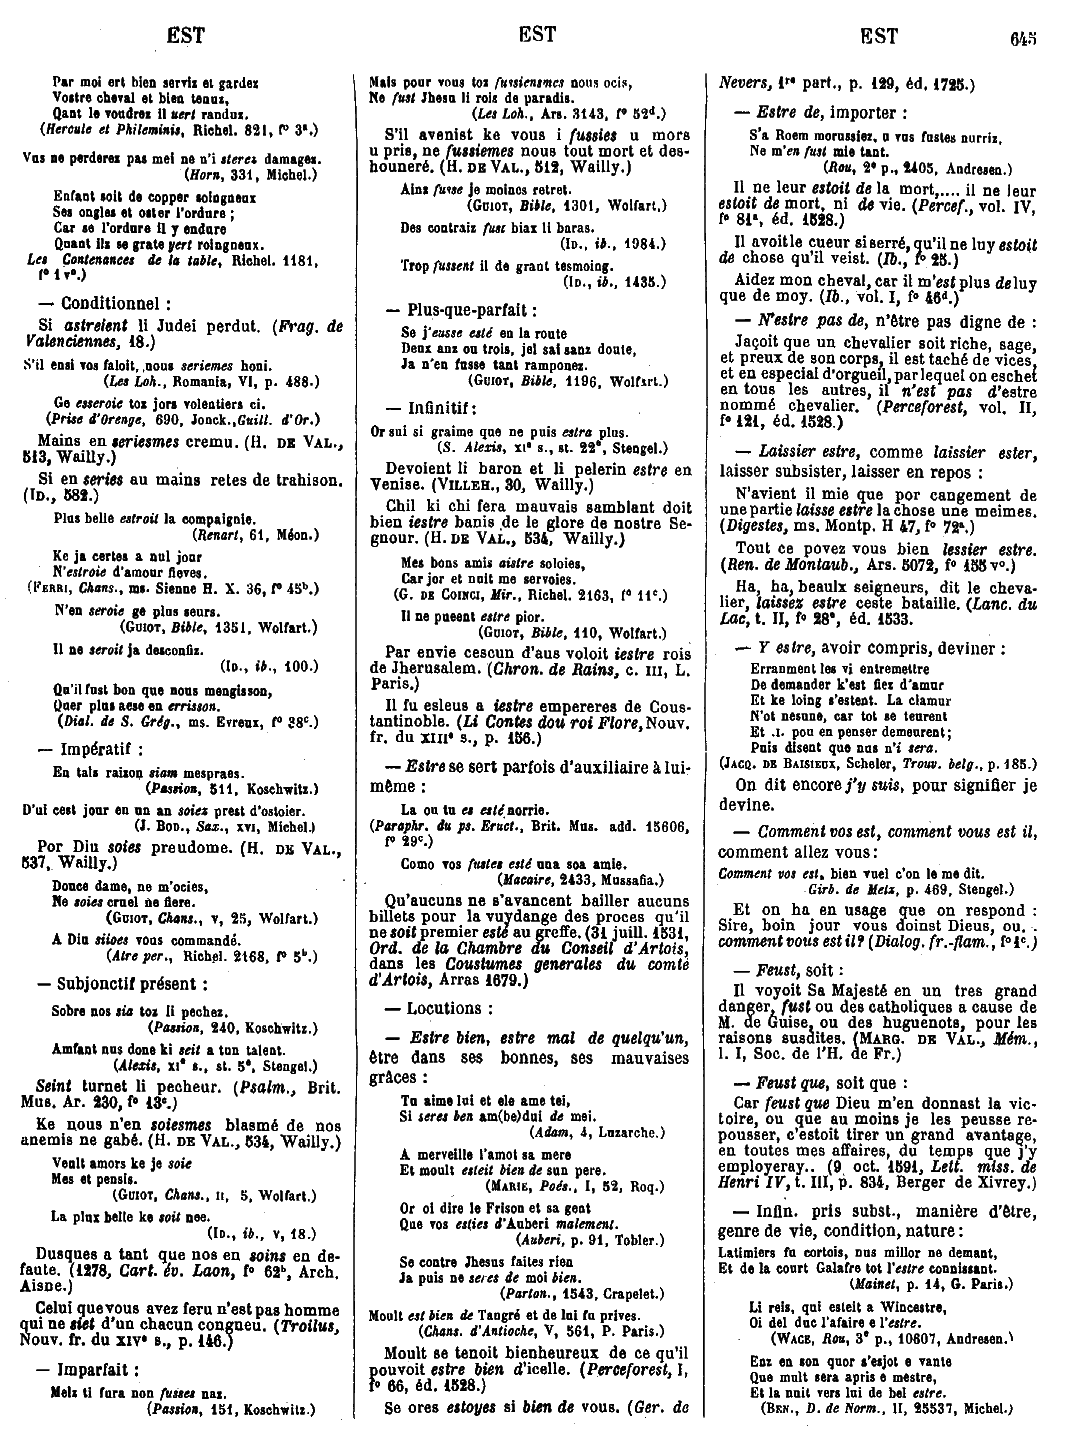 EST
EST
EST
645
Par moi ert bien serviz et gardez
Vostre cheval et bien tenuz,
Qant le voudrez il uert randuz.
(Hercule et Phileminis, Richel. 821, f° 3ª.)
Vus ne perderez pas mei ne n'i sterez damagez.
(Horn, 331, Michel.)
Enfant soit de copper soingneux
Ses ongles et oster l'ordure ;
Car se l'ordure il y endure
Quant ilz se grate yert roingneux.
Les Contenances de la table, Richel. 1181,
f° 1 v°.)
— Conditionnel :
Si astreient li Judei perdut. (Frag. de
Valenciennes, 18.)
S'il ensi vos faloit, nous seriemes honi.
(Les Loh., Romania, VI, p. 488.)
Ge esseroie toz jors volentiers ci.
(Prise d'Orenge, 690, Jonck., Guill. d'Or.)
Mains en seriesmes cremu. (H. DE VAL.,
513, Wailly.)
Si en series au mains retes de trahison.
(ID., 582.)
Plus belle estroit la compaignie.
(Renart, 61, Méon.)
Ke ja certes a nul jour
N'estroie d'amour fieves.
(FERRI, Chans., ms. Sienne H. X. 36, f° 45ᵇ.)
N'en seroie ge plus seurs.
(GUIOT, Bible, 1351, Wolfart.)
Il ne seroit ja desconfiz.
(ID., ib., 100.)
Qu'il fust bon que nous mengisson,
Quer plus aese en errisson.
(Dial. de S. Grég., ms. Evreux, f° 38ᶜ.)
— Impératif :
En tals raizon siam mespraes.
(Passion, 511, Koschwitz.)
D'ui cest jour en un an soiez prest d'ostoier.
(J. BOD., Sax., XVI, Michel.)
Por Diu soies preudome. (H. DE VAL.,
537, Wailly.)
Douce dame, ne m'ocies,
Ne soies cruel ne fiere.
(GUIOT, Chans., v, 25, Wolfart.)
A Diu siioes vous commandé.
(Atre per., Richel. 2168, f° 5ᵇ.)
— Subjonctif présent :
Sobre nos sia toz li pechez.
(Passion, 240, Koschwitz.)
Amfant nus done ki seit a tun talent.
(Alexis, XIᵉ s., st. 5ᵉ, Stengel.)
Seint turnet li pecheur. (Psalm., Brit.
Mus. Ar. 230, f° 13ᶜ.)
Ke nous n'en soiesmes blasmé de nos
anemis ne gabé. (H. DE VAL., 534, Wailly.)
Veult amors ke je soie
Mes et pensis.
(GUIOT, Chans., II, 5, Wolfart.)
La plux belle ke soit nee.
(ID., ib., v, 18.)
Dusques a tant que nos en soins en de-
faute. (1278, Cart. év. Laon, f° 62ᵇ, Arch.
Aisne.)
Celui que vous avez feru n'est pas homme
qui ne siet d'un chacun congneu. (Troilus,
Nouv. fr. du XIVᵉ s., p. 146.)
— Imparfait :
Melz ti fura non fusses naz.
(Passion, 151, Koschwitz.)
Mais pour vous toz fussiensmes nous ocis,
Ne fust Jhesu li rois de paradis.
(Les Loh., Ars. 3143, f° 52ᵈ.)
S'il avenist ke vous i fussies u mors
u pris, ne fussiemes nous tout mort et des-
houneré. (H. DE VAL., 512, Wailly.)
Ainz fusse je moines retret.
(GUIOT, Bible, 1301, Wolfart.)
Des contraiz fusc biax li baras.
(ID., ib., 1984.)
Trop fussent il de grant tesmoing.
(ID., ib., 1435.)
— Plus-que-parfait :
Se j'eusse esté en la route
Deux anz ou trois, jel sai sanz doute,
Ja n'en fusse tant ramponez.
(GUIOT, Bible, 1196, Wolfart.)
— Infinitif :
Or sui si graime que ne puis estra plus.
(S. Alexis, XIᵉ s., st. 22ᵉ, Stengel.)
Devoient li baron et li pelerin estre en
Venise. (VILLEH., 30, Wailly.)
Chil ki chi fera mauvais samblant doit
bien iestre banis de le glore de nostre Se-
gnour. (H. DE VAL., 534, Wailly.)
Mes bons amis aistre soloies,
Car jor et nuit me servoies.
(G. DE COINCI, Mir., Richel. 2163, f° 11ᶜ.)
Il ne pueent estre pior.
(GUIOT, Bible, 110, Wolfart.)
Par envie cescun d'aus voloit iestre rois
de Jherusalem. (Chron. de Rains, c. III, L.
Paris.)
Il fu esleus a iestre empereres de Cous-
tantinoble. (Li Contes dou roi Flore, Nouv.
fr. du XIIIᵉ s., p. 156.)
— Estre se sert parfois d'auxiliaire à lui-
même :
La ou tu es esté norrie.
(Paraphr. du ps. Eruct., Brit. Mus. add. 15606,
f° 29ᶜ.)
Como vos fustes esté una soa amie.
(Macaire, 2433, Mussafia.)
Qu'aucuns ne s'avancent bailler aucuns
billets pour la vuydange des proces qu'il
ne soit premier esté au greffe. (31 juill. 1531,
Ord. de la Chambre du Conseil d'Artois,
dans les Coustumes generales du comté
d'Artois, Arras 1679.)
— Locutions :
— Estre bien, estre mal de quelqu'un,
être dans ses bonnes, ses mauvaises
grâces :
Tu aime lui et ele ame tei,
Si seres ben am(be)dui de mei.
(Adam, 4, Luzarche.)
A merveille l'amot sa mere
Et moult esteit bien de sun pere.
(MARIE, Poés., I, 52, Roq.)
Or oi dire le Frison et sa gent
Que vos esties d'Auberi malement.
(Auberi, p. 91, Tobler.)
Se contre Jhesus faites rien
Ja puis ne seres de moi bien.
(Parton., 1543, Crapelet.)
Moult est bien de Tangré et de lui fu prives.
(Chans. d'Antioche, V, 561, P. Paris.)
Moult se tenoit bienheureux de ce qu'il
pouvoit estre bien d'icelle. (Perceforest, I,
f° 66, éd. 1528.)
Se ores estoyes si bien de vous. (Ger. de
Nevers, 1ʳᵉ part., p. 129, éd. 1725.)
— Estre de, importer :
S'a Roem morussiez, a vus fustes nurriz,
Ne m'en fust mie tant.
(Rou, 2ᵉ p., 2405, Andresen.)
Il ne leur estoit de la mort,.... il ne leur
estoit de mort, ni de vie. (Percef., vol. IV,
f° 81ª, éd. 1528.)
Il avoit le cueur si serré, qu'il ne luy estoit
de chose qu'il veist. (Ib., f° 25.)
Aidez mon cheval, car il m'est plus de luy
que de moy. (Ib., vol. I, f° 46ᵈ.)
— N'estre pas de, n'être pas digne de :
Jaçoit que un chevalier soit riche, sage,
et preux de son corps, il est taché de vices,
et en especial d'orgueil, par lequel on eschet
en tous les autres, il n'est pas d'estre
nommé chevalier. (Perceforest, vol. II,
f° 121, éd. 1528.)
— Laissier estre, comme laissier ester,
laisser subsister, laisser en repos :
N'avient il mie que por cangement de
une partie laisse estre la chose une meimes.
(Digestes, ms. Montp. H 47, f° 72ª.)
Tout ce povez vous bien lessier estre.
(Ren. de Montaub., Ars. 5072, f° 155 v°.)
Ha, ha, beaulx seigneurs, dit le cheva-
lier, laissez estre ceste bataille. (Lanc. du
Lac, t. II, f° 28ª, éd. 1533.
— Y estre, avoir compris, deviner :
Erranment les vi entremettre
De demander k'est fiez d'amur
Et ke loing s'estent. La clamur
N'ot nesune, car tot se teurent
Et .I. pou en penser demeurent ;
Puis disent que nus n'i sera.
(JACQ. DE BAISIEUX, Scheler, Trouv. belg., p. 185.)
On dit encore j'y suis, pour signifier je
devine.
— Comment vos est, comment vous est il,
comment allez vous :
Comment vos est, bien vuel c'on le me dit.
Girb. de Metz, p. 469, Stengel.)
Et on ha en usage que on respond :
Sire, boin jour vous doinst Dieus, ou. .
comment vous est il? (Dialog. fr.-flam., f° 1ᶜ.)
— Feust, soit :
Il voyoit Sa Majesté en un tres grand
danger, fust ou des catholiques a cause de
M. de Guise, ou des huguenots, pour les
raisons susdites. (MARG. DE VAL., Mém.,
l. I, Soc. de l'H. de Fr.)
— Feust que, soit que :
Car feust que Dieu m'en donnast la vic-
toire, ou que au moins je les peusse re-
pousser, c'estoit tirer un grand avantage,
en toutes mes affaires, du temps que j'y
employeray.. (9 oct. 1591, Lett. miss. de
Henri IV, t. III, p. 834, Berger de Xivrey.)
— Infin. pris subst., manière d'être,
genre de vie, condition, nature :
Latimiers fu cortois, nus millor ne demant,
Et de la court Galafre tot l'estre connissant.
(Mainet, p. 14, G. Paris.)
Li reis, qui esteit a Wincestre,
Oi del duc l'afaire e l'estre.
(WACE, Rou, 3ᵉ p., 10607, Andresen.)
Enz en son quor s'esjot e vante
Que mult sera apris e mestre,
Et la nuit vers lui de bel estre.
(BEN., D. de Norm., II, 25537, Michel.)